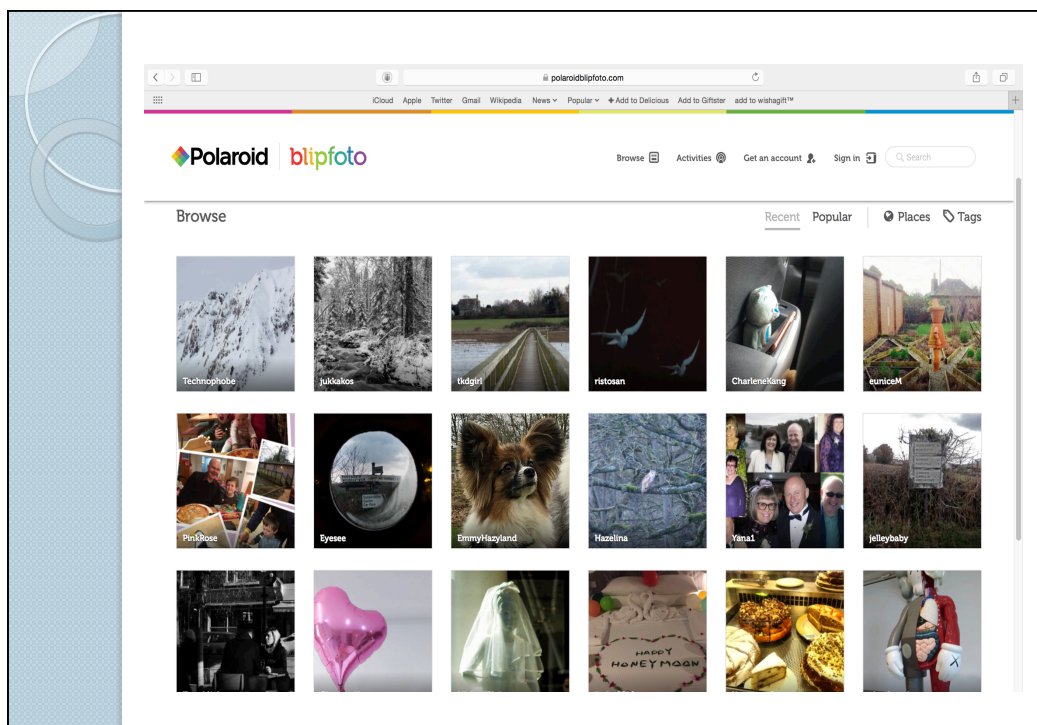 polaroidblipfoto.com
iCloud Apple Twitter Gmail Wikipedia News Popular + Add to Delicious Add to Giftster add to wishagift™
Polaroid blipfoto
Browse Activities Get an account Sign in Search
Browse
Recent Popular Places Tags
Technophobe jukkakos tkdgirl ristosan CharleneKang euniceM
PinkRose Eyesee EmmyHazyland Hazelina Yana1 jelleybaby
HAPPY
HONEYMOON